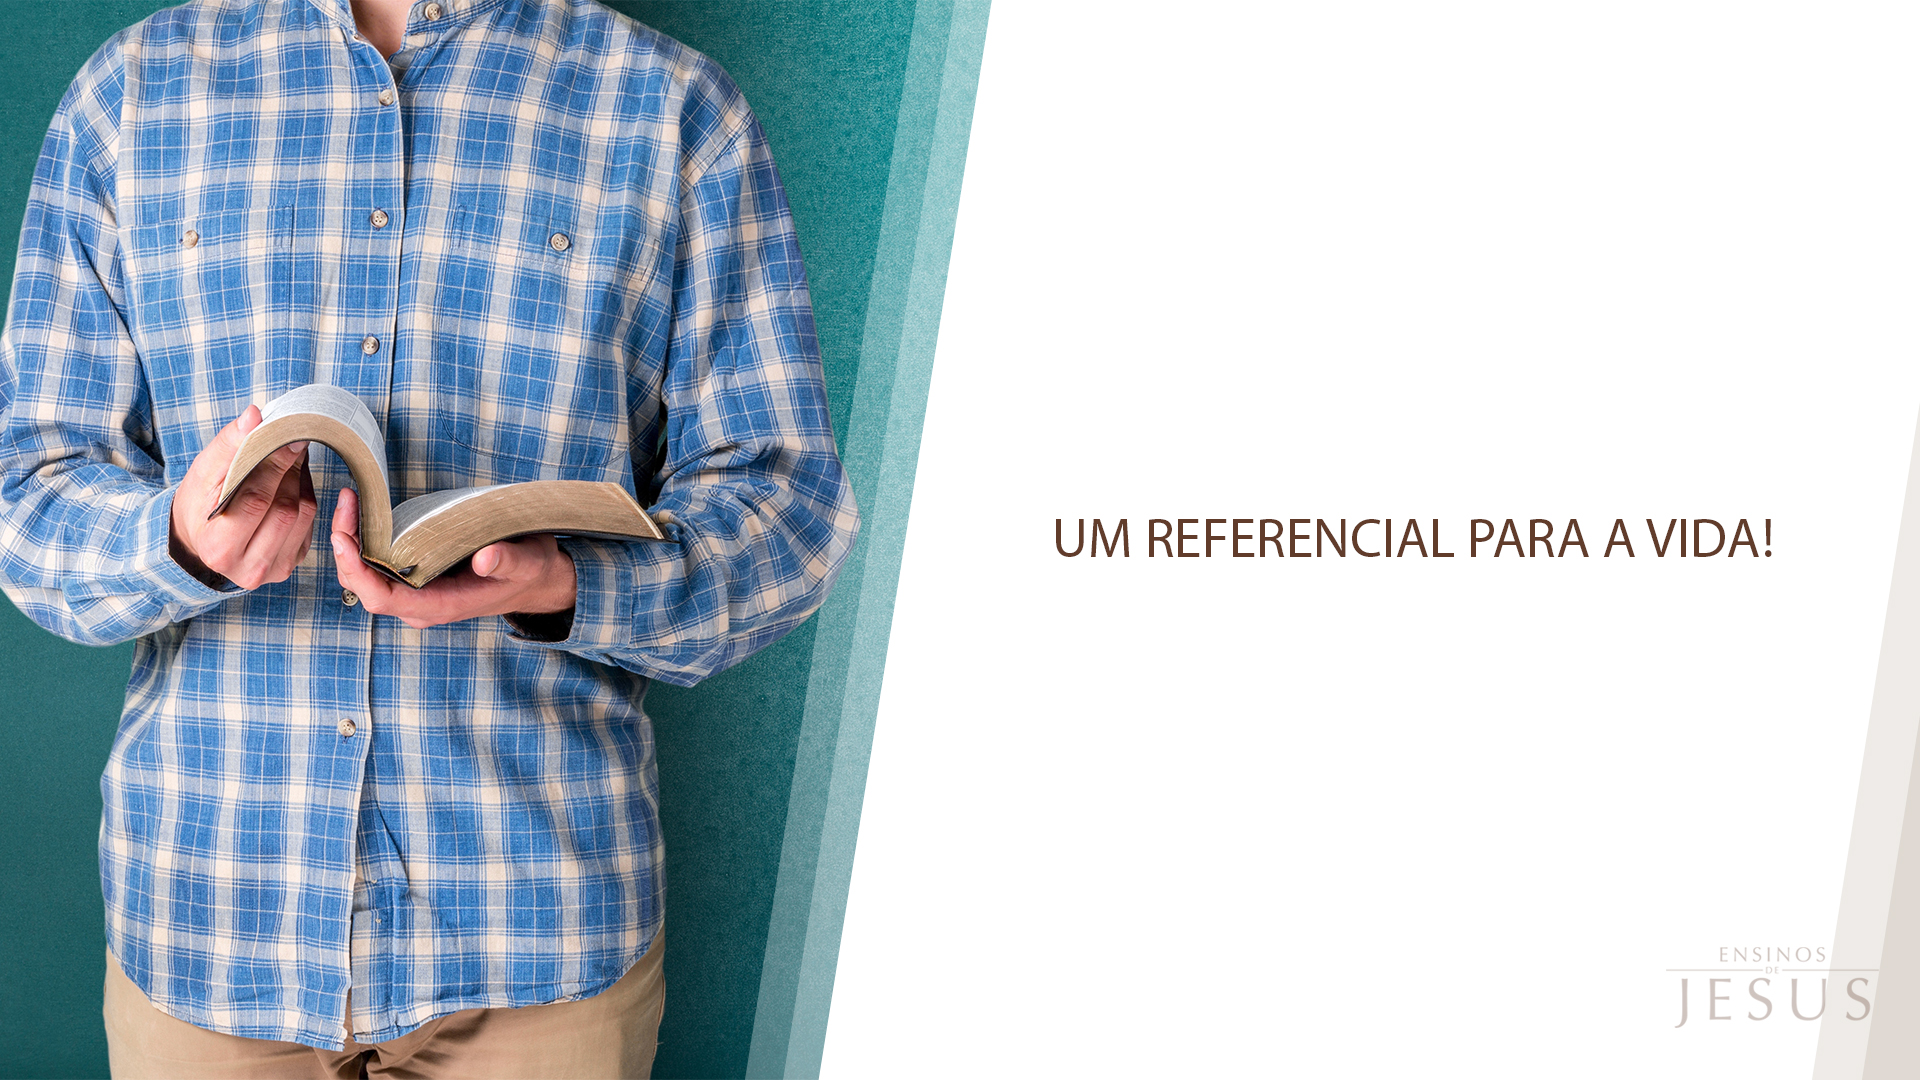 UM REFERENCIAL PARA A VIDA!
ENSINOS
DE
JESUS